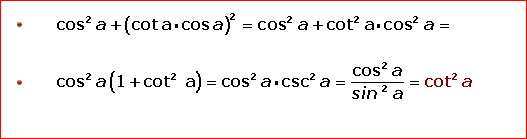 • cos² a + (cot a • cos a)² = cos² a + cot² a • cos² a =
• cos² a (1 + cot² a) = cos² a • csc² a = cos² a / sin² a = cot² a